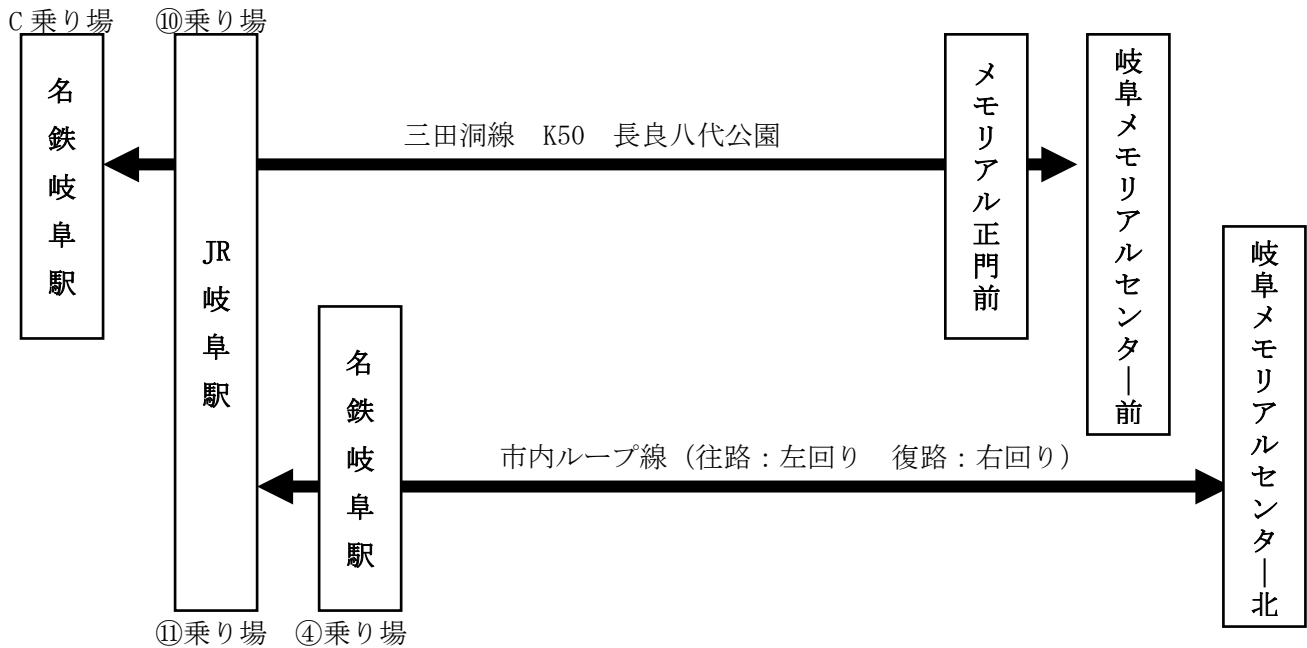 C乗り場 ⑩乗り場
名鉄岐阜駅
JR岐阜駅
三田洞線 K50 長良八代公園
メモリアル正門前
岐阜メモリアルセンター前
名鉄岐阜駅
市内ループ線（往路：左回り 復路：右回り）
岐阜メモリアルセンター北
⑪乗り場 ④乗り場